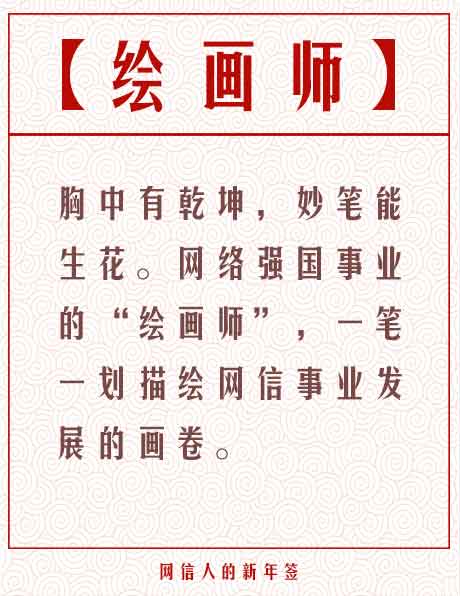 【绘画师】
胸中有乾坤，妙笔能
生花。网络强国事业
的“绘画师”，一笔
一划描绘网信事业发
展的画卷。
网信人的新年签